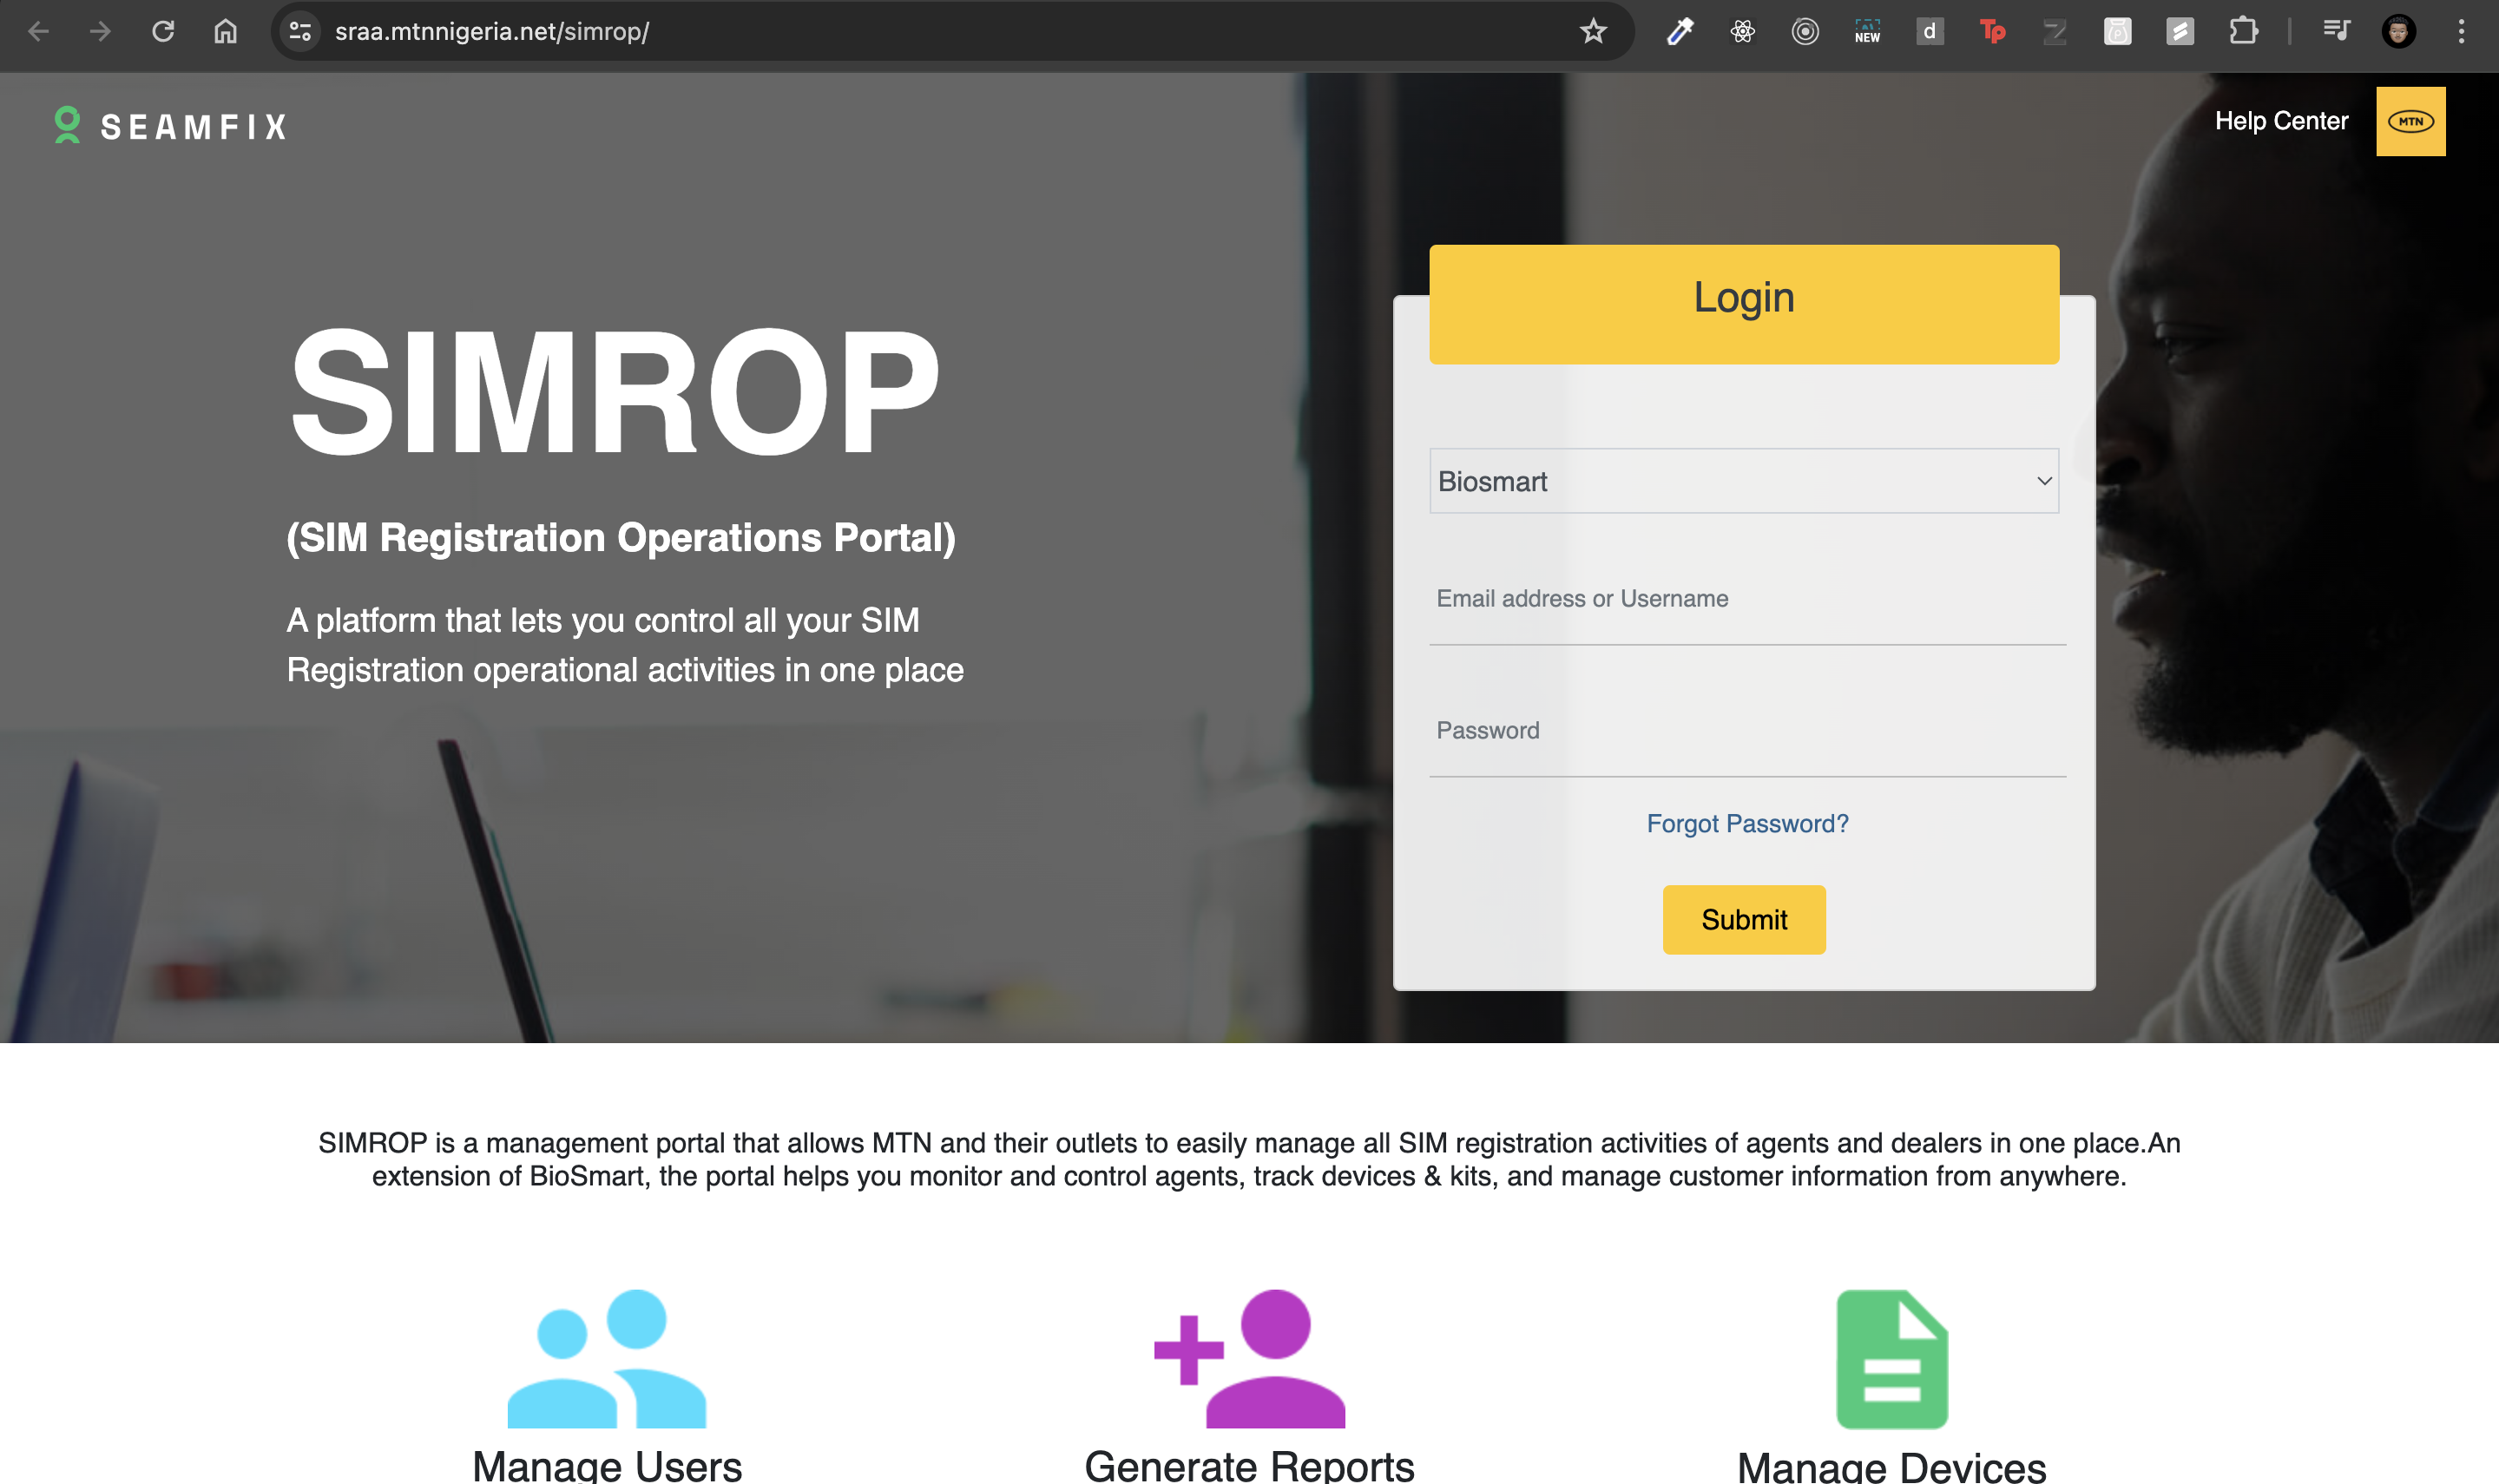 sraa.mtnnigeria.net/simrop/
NEW
d
Tp
SEAMFIX
Help Center
MTN
SIMROP
(SIM Registration Operations Portal)
A platform that lets you control all your SIM
Registration operational activities in one place
Login
Biosmart
Email address or Username
Password
Forgot Password?
Submit
SIMROP is a management portal that allows MTN and their outlets to easily manage all SIM registration activities of agents and dealers in one place.An
extension of BioSmart, the portal helps you monitor and control agents, track devices & kits, and manage customer information from anywhere.
Manage Users
Generate Reports
Manage Devices